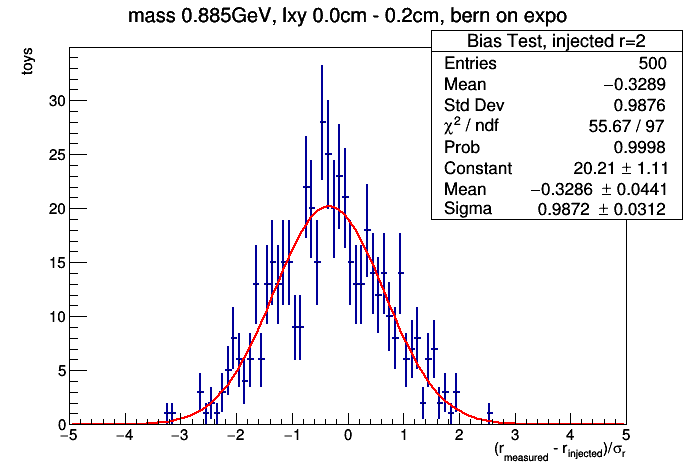 mass 0.885GeV, lxy 0.0cm - 0.2cm, bern on expo
Bias Test, injected r=2
Entries 500
Mean −0.3289
Std Dev 0.9876
χ² / ndf 55.67 / 97
Prob 0.9998
Constant 20.21 ± 1.11
Mean −0.3286 ± 0.0441
Sigma 0.9872 ± 0.0312
toys
30
25
20
15
10
5
0
−5 −4 −3 −2 −1 0 1 2 3 4 5
(r_measured - r_injected)/σ_r